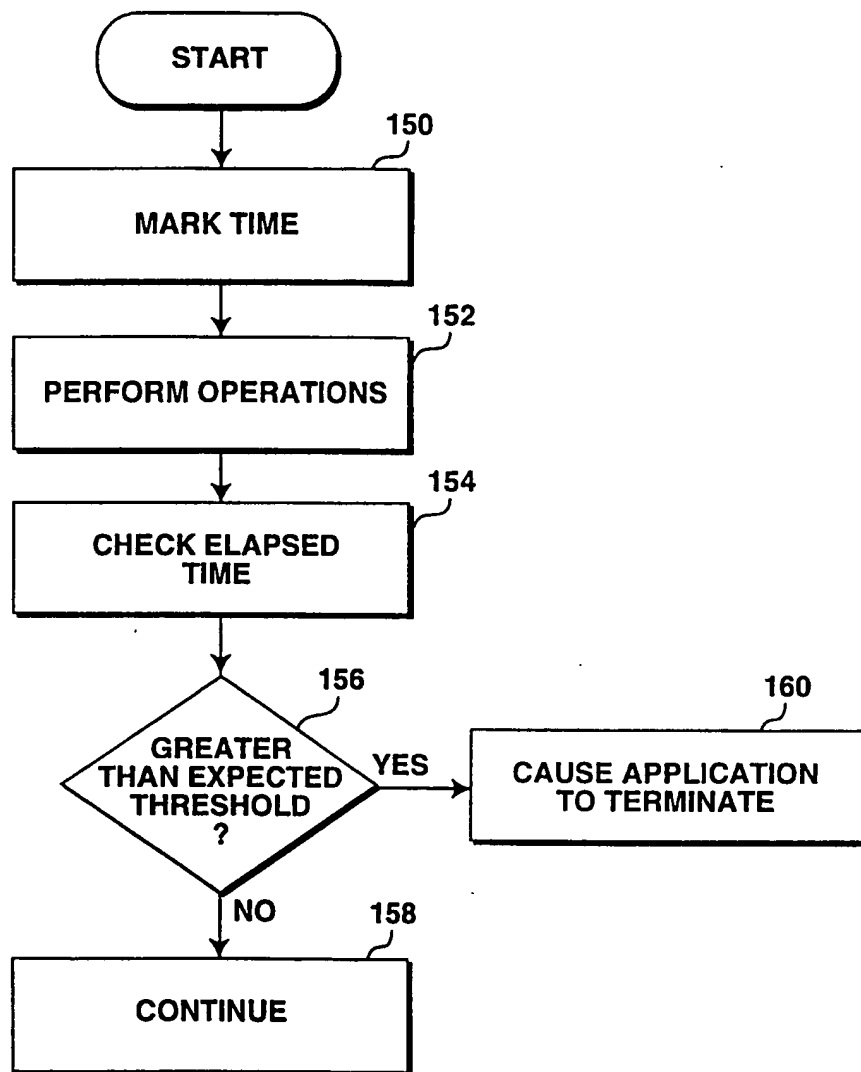 START
150
MARK TIME
152
PERFORM OPERATIONS
154
CHECK ELAPSED
TIME
156
GREATER
THAN EXPECTED
THRESHOLD
?
YES
160
CAUSE APPLICATION
TO TERMINATE
NO
158
CONTINUE